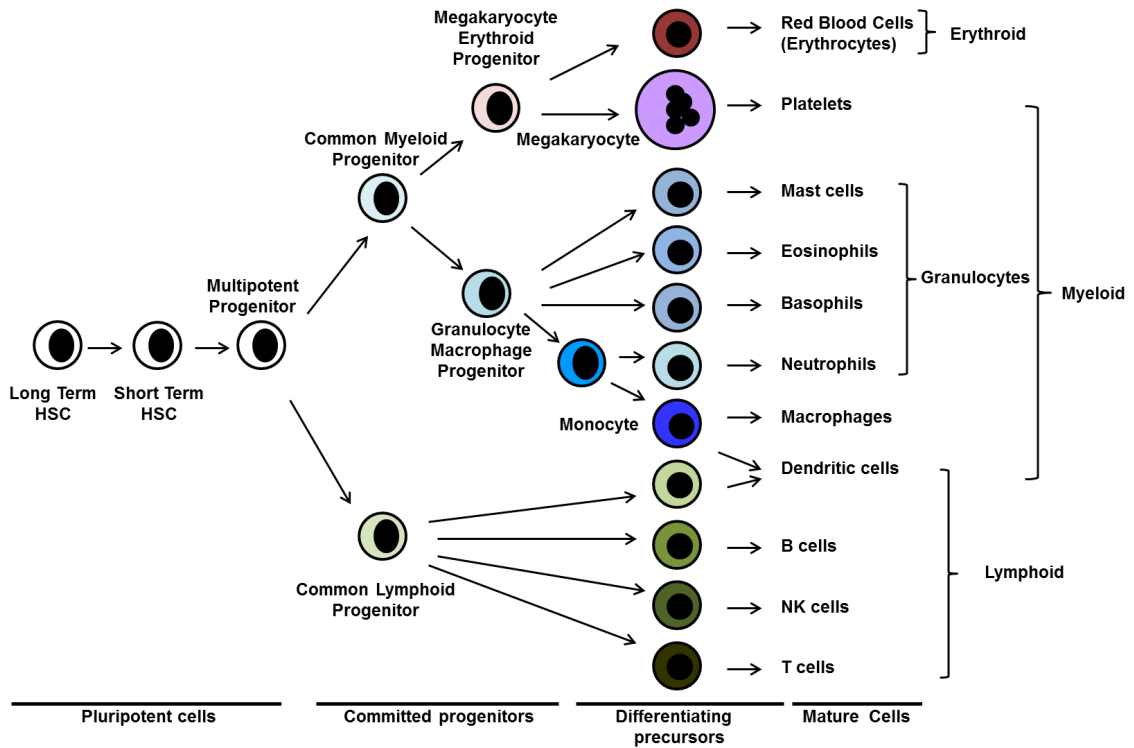 Megakaryocyte
Erythroid
Progenitor
Red Blood Cells
(Erythrocytes)
Erythroid
Platelets
Megakaryocyte
Common Myeloid
Progenitor
Mast cells
Eosinophils
Granulocytes
Myeloid
Multipotent
Progenitor
Basophils
Granulocyte
Macrophage
Progenitor
Neutrophils
Long Term
HSC
Short Term
HSC
Monocyte
Macrophages
Dendritic cells
B cells
Lymphoid
Common Lymphoid
Progenitor
NK cells
T cells
Pluripotent cells
Committed progenitors
Differentiating
precursors
Mature Cells